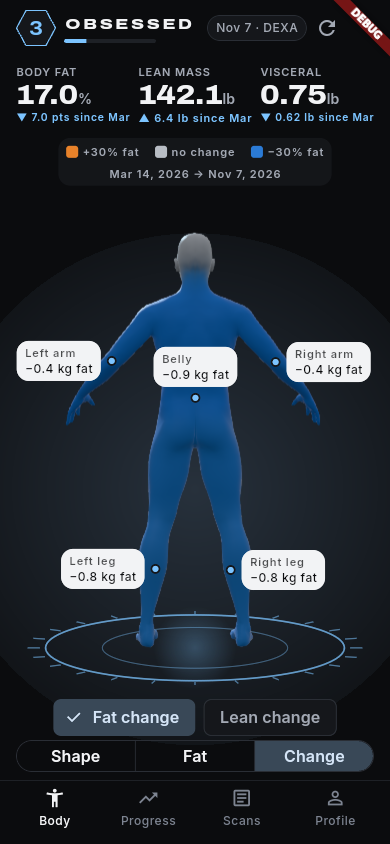 3 OBSESSED
Nov 7 · DEXA
DEBUG
BODY FAT
17.0%
▼ 7.0 pts since Mar
LEAN MASS
142.1lb
▲ 6.4 lb since Mar
VISCERAL
0.75lb
▼ 0.62 lb since Mar
+30% fat no change −30% fat
Mar 14, 2026 → Nov 7, 2026
Left arm
−0.4 kg fat
Belly
−0.9 kg fat
Right arm
−0.4 kg fat
Left leg
−0.8 kg fat
Right leg
−0.8 kg fat
✓ Fat change Lean change
Shape Fat Change
Body Progress Scans Profile